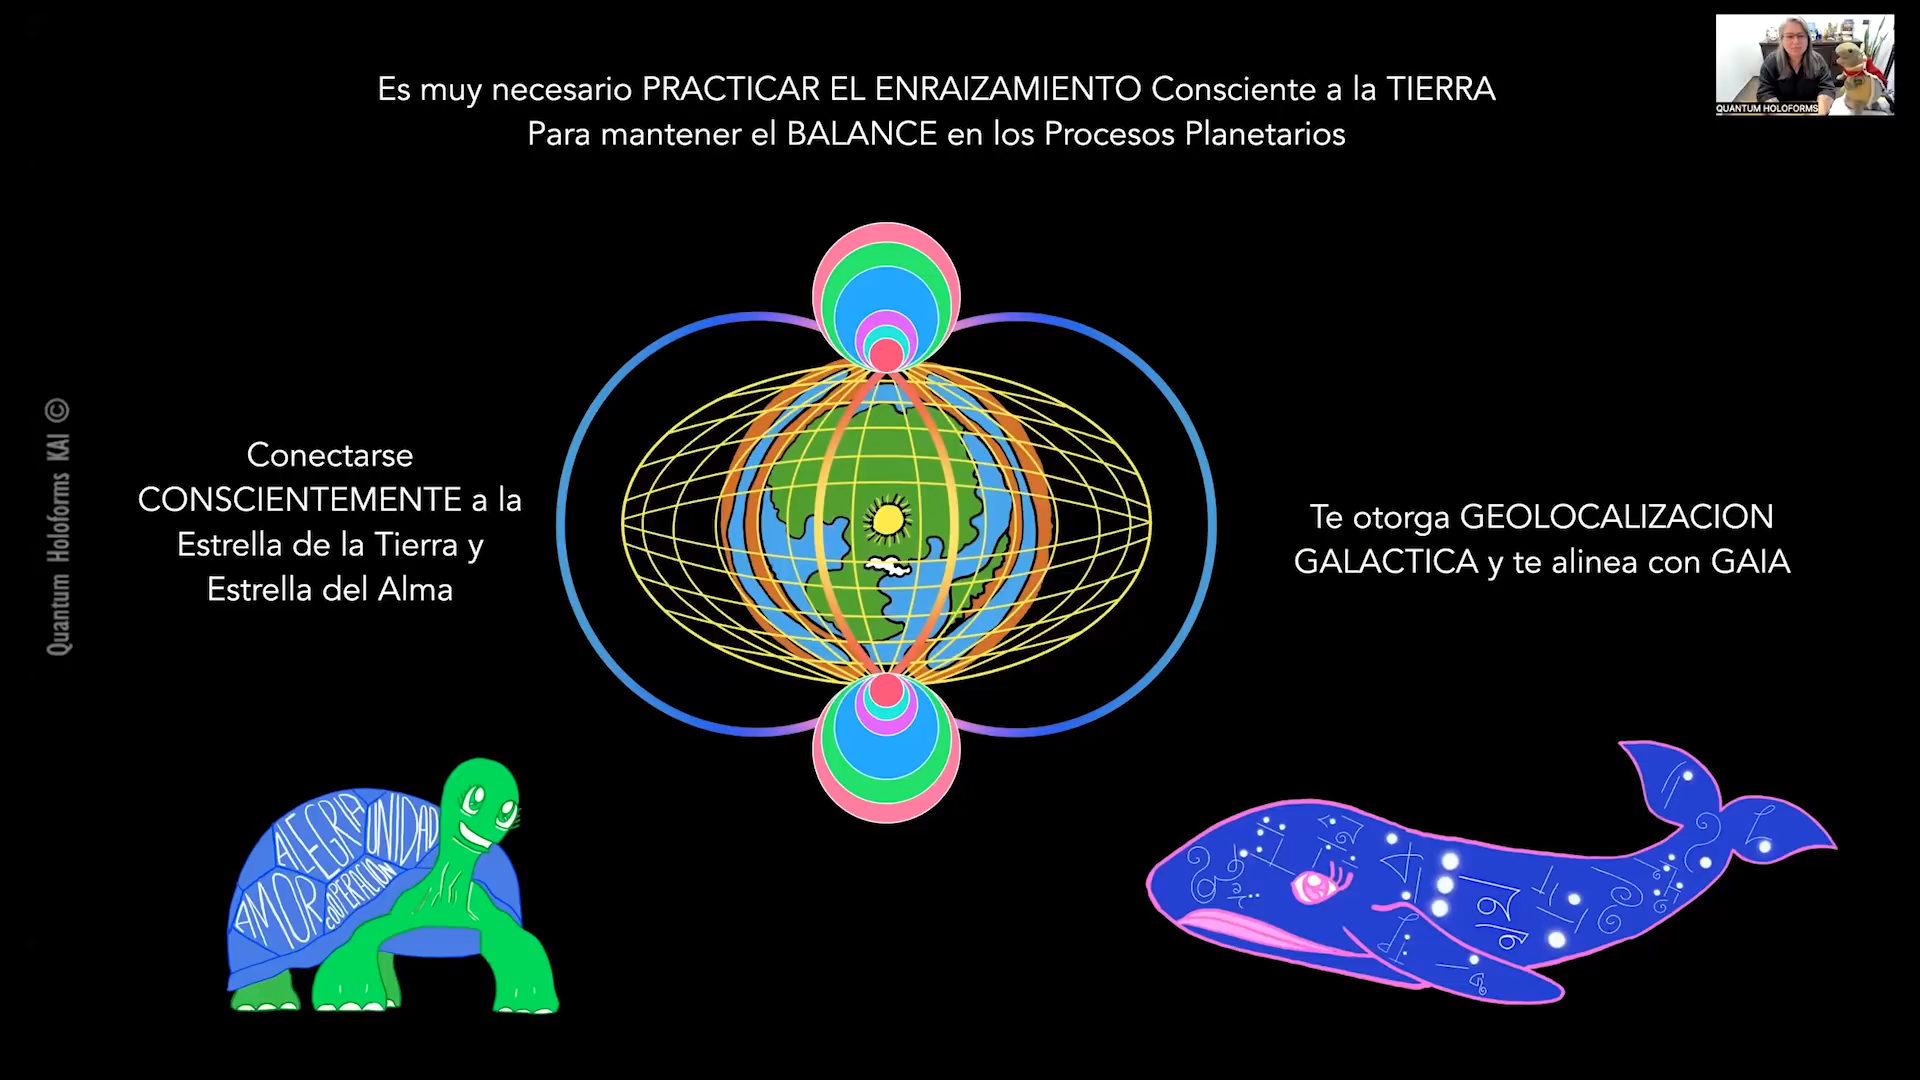 Es muy necesario PRACTICAR EL ENRAIZAMIENTO Consciente a la TIERRA
Para mantener el BALANCE en los Procesos Planetarios
QUANTUM HOLOFORMS
Conectarse
CONSCIENTEMENTE a la
Estrella de la Tierra y
Estrella del Alma
Te otorga GEOLOCALIZACION
GALACTICA y te alinea con GAIA
Quantum Holoforms KAI ©
ALEGRIA
UNIDAD
AMOR
COOPERACION